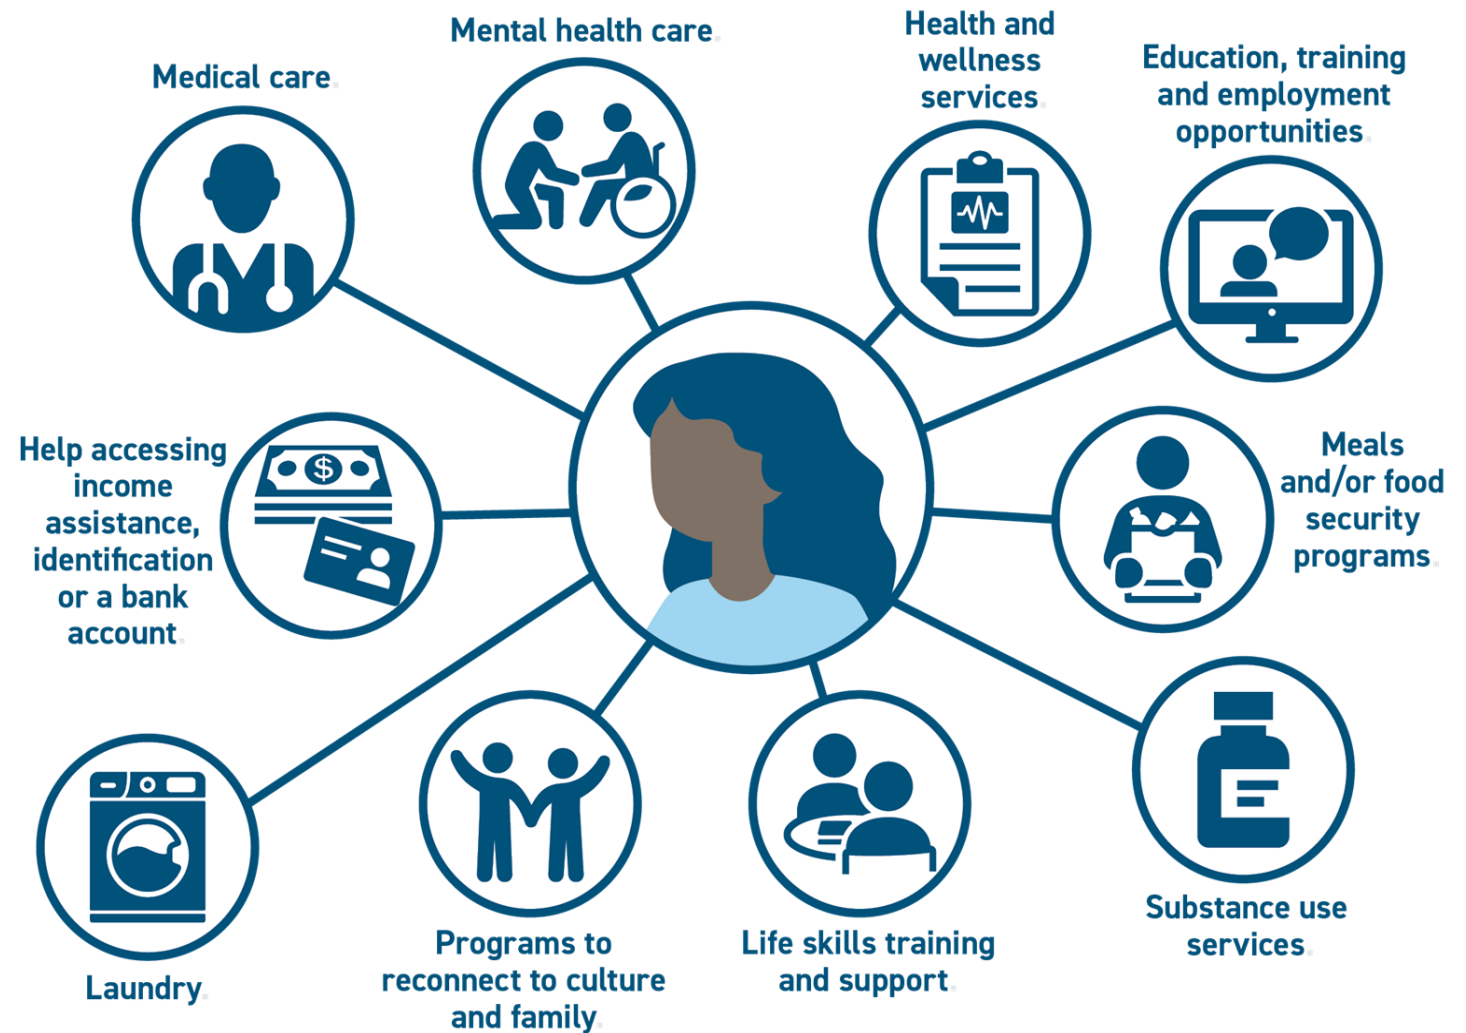 Mental health care.
Medical care.
Health and
wellness
services.
Education, training
and employment
opportunities.
Help accessing
income
assistance,
identification
or a bank
account.
$
Meals
and/or food
security
programs.
Laundry.
Programs to
reconnect to culture
and family.
Life skills training
and support.
Substance use
services.